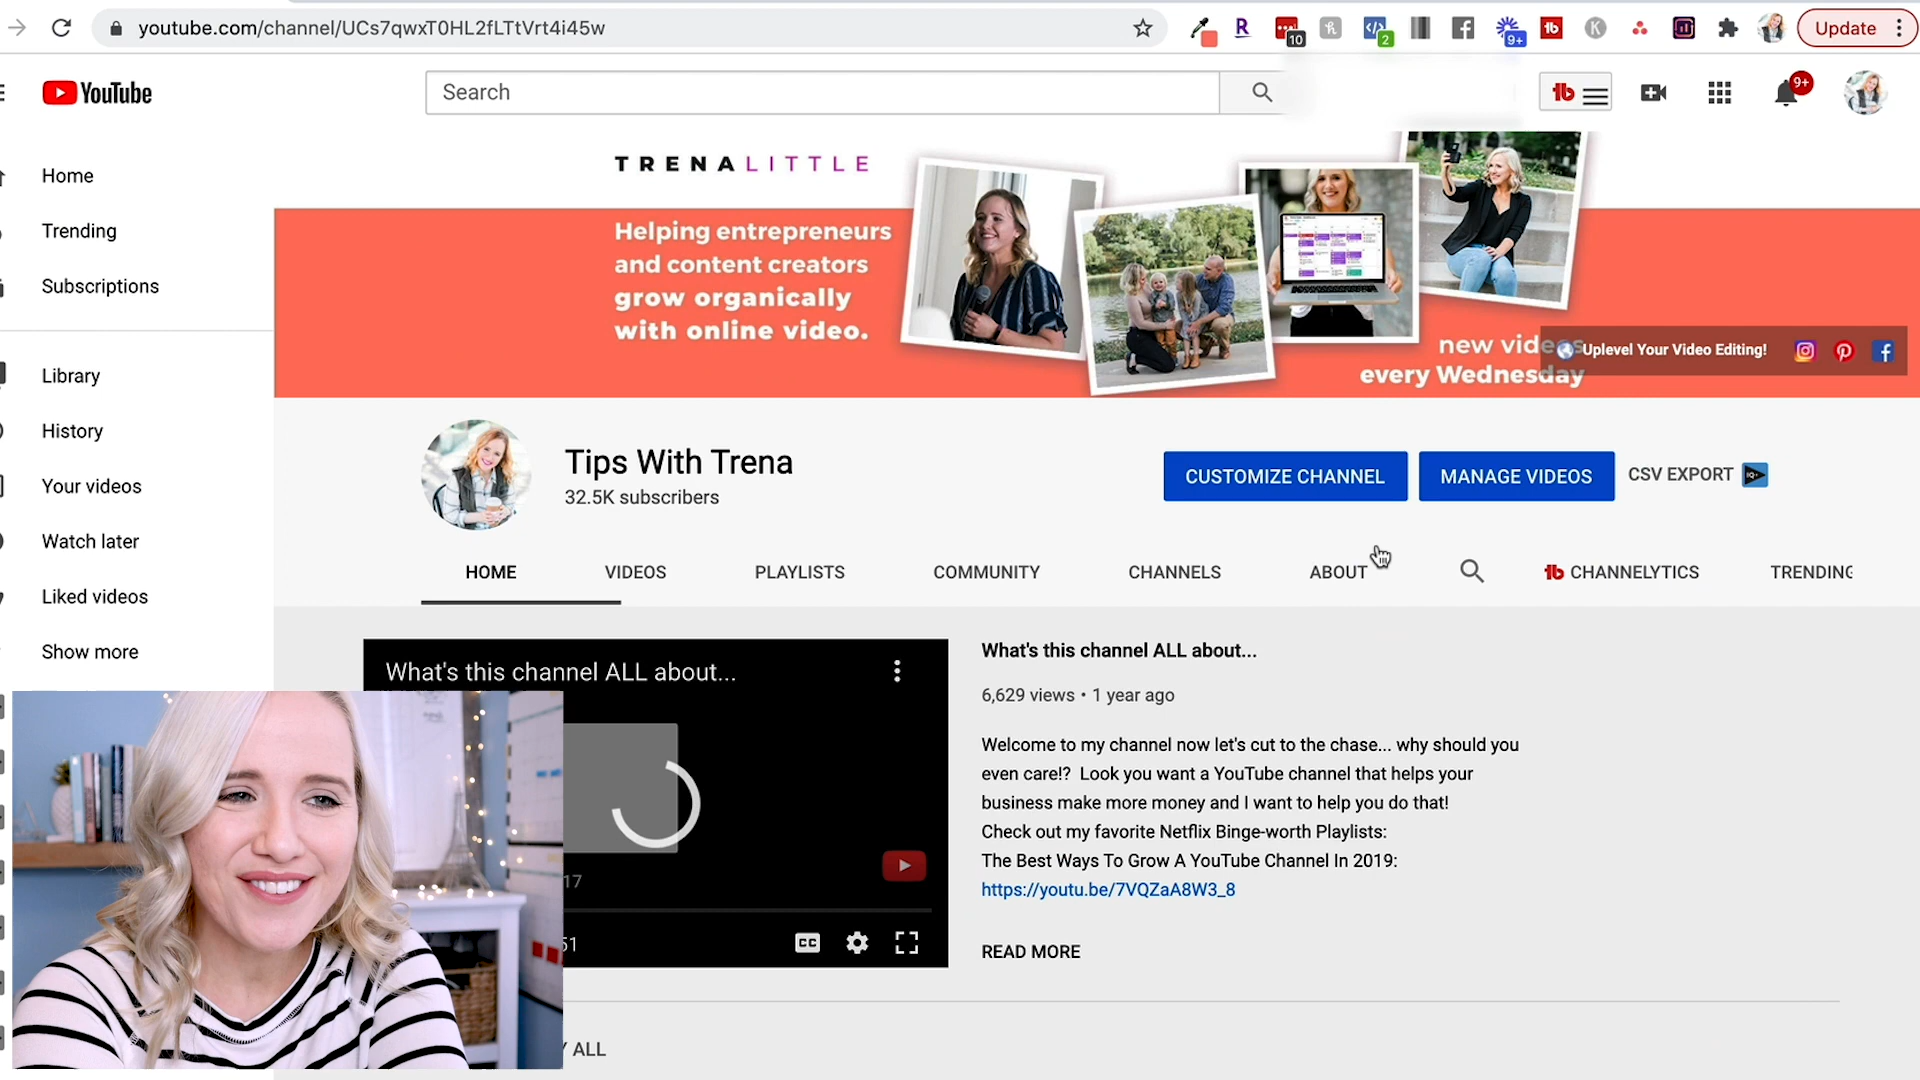 youtube.com/channel/UCs7qwxT0HL2fLTtVrt4i45w
10
2
9+
Update
YouTube
Search
9+
TRENALITTLE
Helping entrepreneurs
and content creators
grow organically
with online video.
new videos
every Wednesday
Uplevel Your Video Editing!
Home
Trending
Subscriptions
Library
History
Your videos
Watch later
Liked videos
Show more
Tips With Trena
32.5K subscribers
CUSTOMIZE CHANNEL
MANAGE VIDEOS
CSV EXPORT
HOME
VIDEOS
PLAYLISTS
COMMUNITY
CHANNELS
ABOUT
CHANNELYTICS
TRENDING
What's this channel ALL about...
17
51
CC
What's this channel ALL about...
6,629 views • 1 year ago
Welcome to my channel now let's cut to the chase... why should you
even care!? Look you want a YouTube channel that helps your
business make more money and I want to help you do that!
Check out my favorite Netflix Binge-worth Playlists:
The Best Ways To Grow A YouTube Channel In 2019:
https://youtu.be/7VQZaA8W3_8
READ MORE
ALL